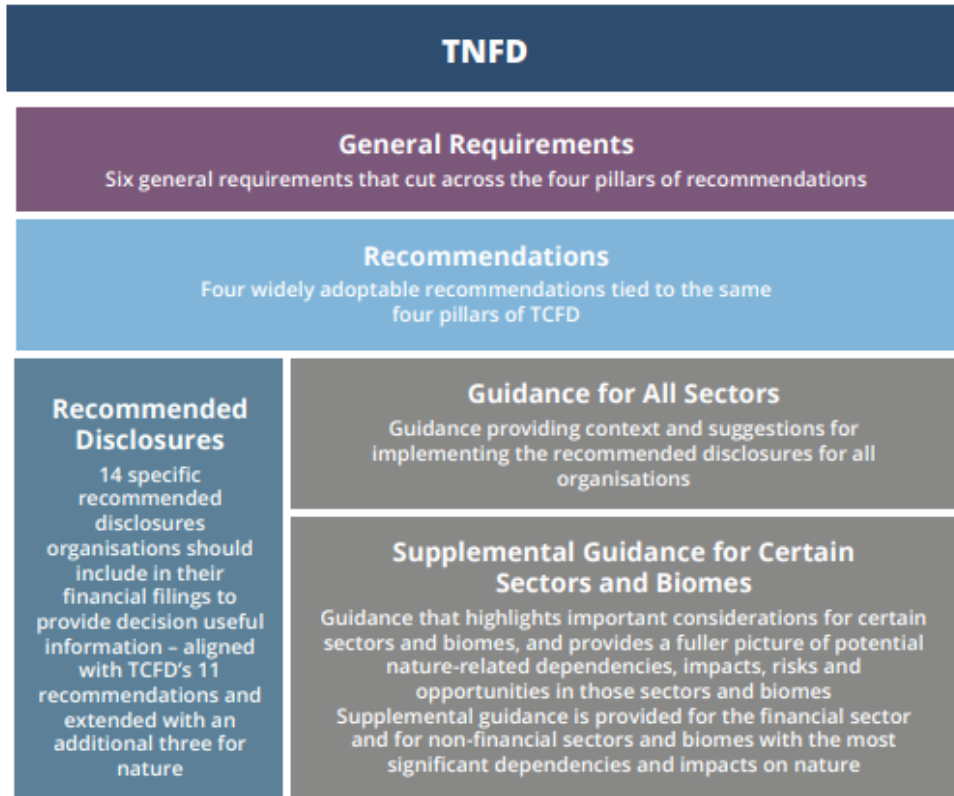 TNFD
General Requirements
Six general requirements that cut across the four pillars of recommendations
Recommendations
Four widely adoptable recommendations tied to the same
four pillars of TCFD
Recommended
Disclosures
14 specific
recommended
disclosures
organisations should
include in their
financial filings to
provide decision useful
information – aligned
with TCFD's 11
recommendations and
extended with an
additional three for
nature
Guidance for All Sectors
Guidance providing context and suggestions for
implementing the recommended disclosures for all
organisations
Supplemental Guidance for Certain
Sectors and Biomes
Guidance that highlights important considerations for certain
sectors and biomes, and provides a fuller picture of potential
nature-related dependencies, impacts, risks and
opportunities in those sectors and biomes
Supplemental guidance is provided for the financial sector
and for non-financial sectors and biomes with the most
significant dependencies and impacts on nature